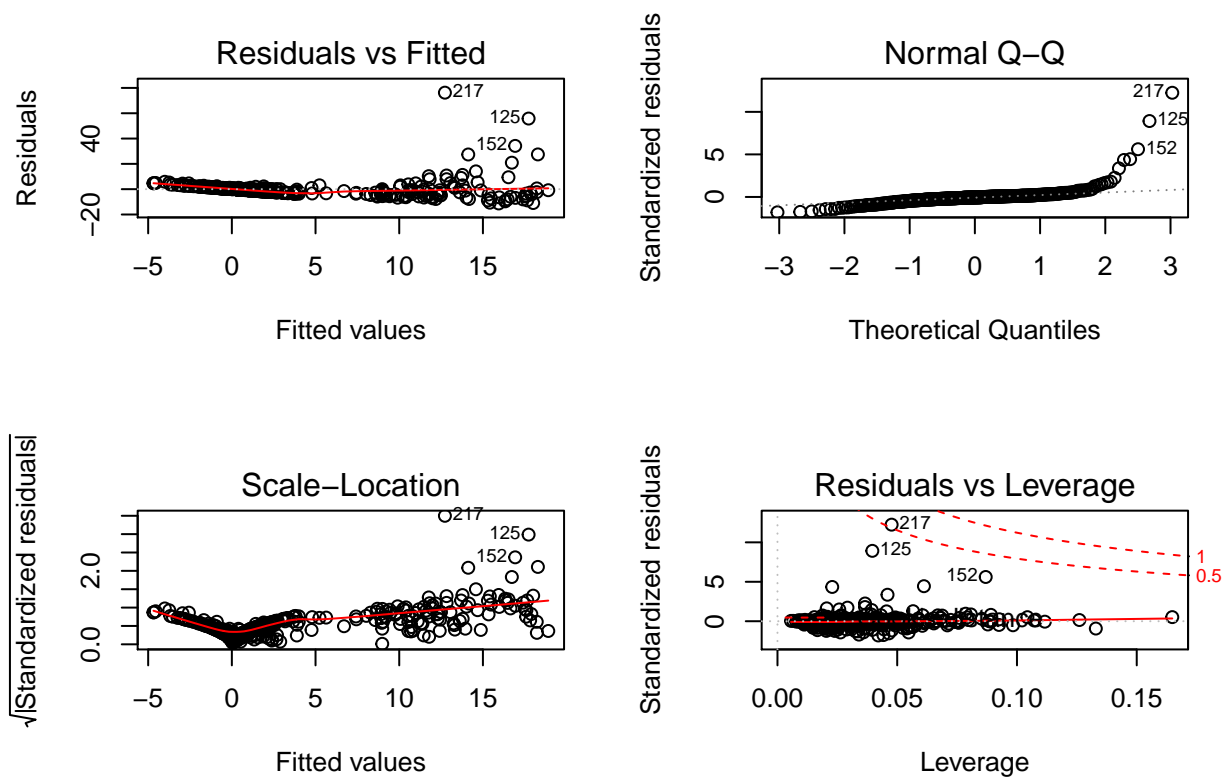 Residuals vs Fitted
Residuals
−20
40
217
125
152
−5 0 5 10 15
Fitted values
Normal Q−Q
Standardized residuals
0
5
217
125
152
−3 −2 −1 0 1 2 3
Theoretical Quantiles
Scale−Location
√|Standardized residuals|
0.0
2.0
217
125
152
−5 0 5 10 15
Fitted values
Residuals vs Leverage
Standardized residuals
0
5
217
125
152
1
0.5
0.00 0.05 0.10 0.15
Leverage